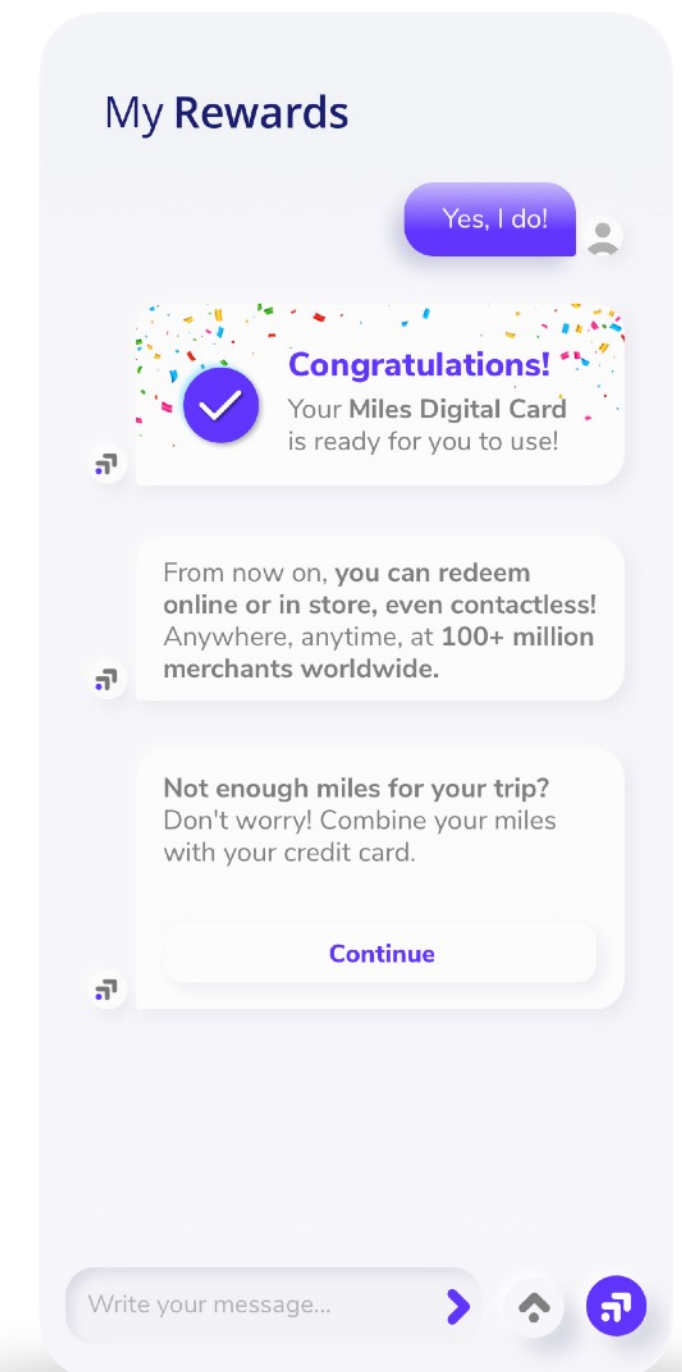 My Rewards
Yes, I do!
Congratulations!
Your Miles Digital Card
is ready for you to use!
From now on, you can redeem
online or in store, even contactless!
Anywhere, anytime, at 100+ million
merchants worldwide.
Not enough miles for your trip?
Don't worry! Combine your miles
with your credit card.
Continue
Write your message...